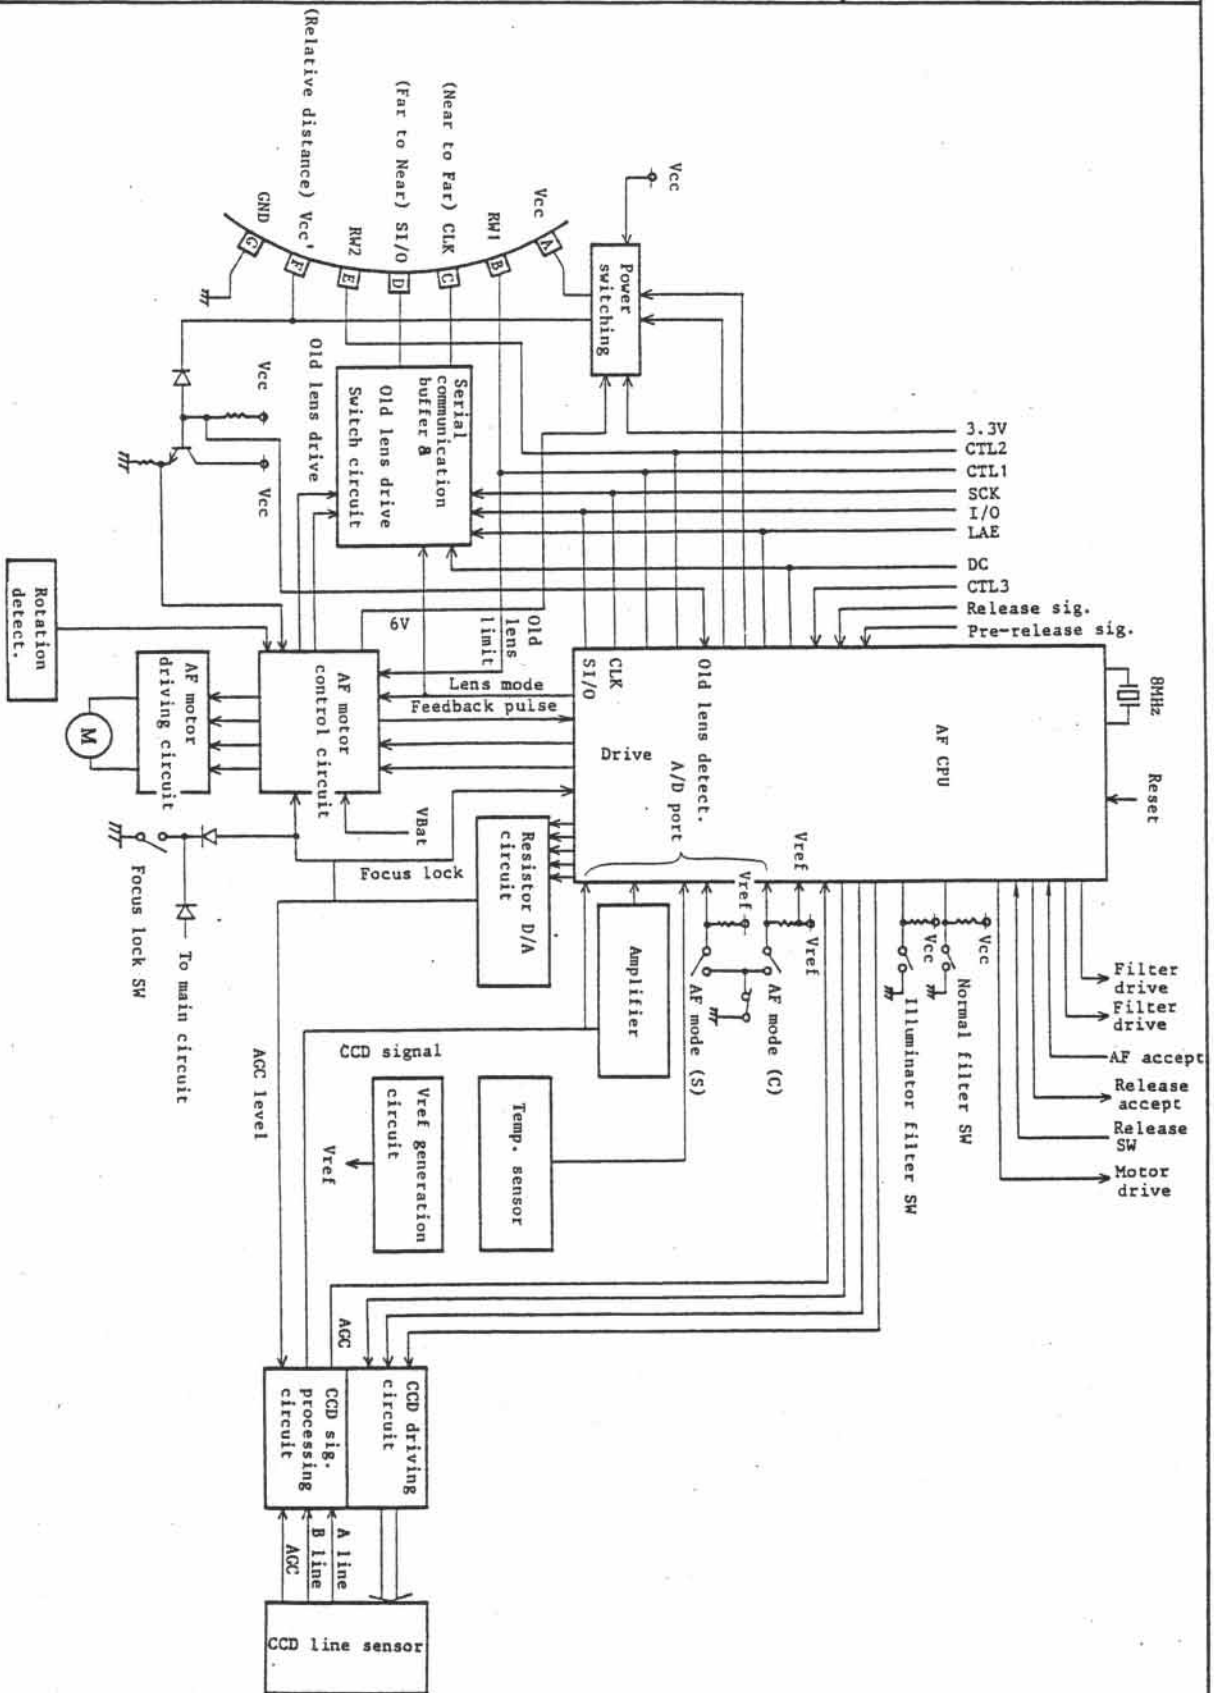 (Relative distance) Vcc'
(Far to Near) SI/O
(Near to Far) CLK
GND
RW2
RW1
Vcc
G
F
E
D
C
B
A
Vcc
Power
switching
3.3V
CTL2
CTL1
SCK
I/O
LAE
DC
CTL3
Release sig.
Pre-release sig.
Serial
communication
buffer &
Old lens drive
Switch circuit
Old lens drive
Vcc
Vcc
6V
Old
lens
limit
Lens mode
Feedback pulse
Rotation
detect.
AF motor
driving circuit
M
AF motor
control circuit
VBat
Focus lock
Focus lock SW
To main circuit
SI/O
CLK
Old lens detect.
A/D port
Drive
AF CPU
8MHz
Reset
Vref
Vref
Vref
Resistor D/A
circuit
Amplifier
AF mode (S)
AF mode (C)
Vcc
Vcc
Illuminator filter SW
Normal filter SW
Filter
drive
Filter
drive
AF accept
Release
accept
Release
SW
Motor
drive
CCD signal
AGC level
Vref generation
circuit
Vref
Temp. sensor
AGC
CCD driving
circuit
CCD sig.
processing
circuit
A line
B line
AGC
CCD line sensor